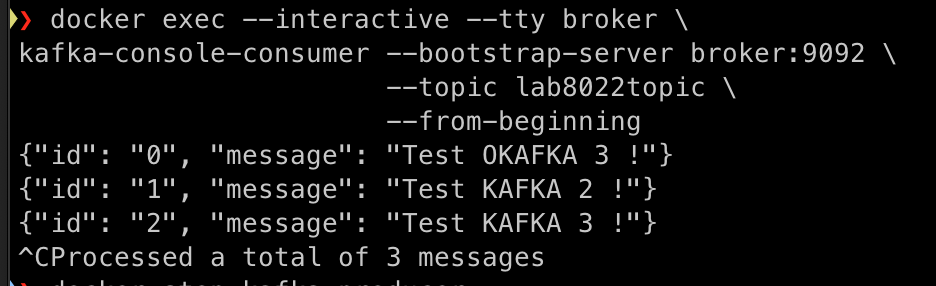 ❯ docker exec --interactive --tty broker \
kafka-console-consumer --bootstrap-server broker:9092 \
--topic lab8022topic \
--from-beginning
{"id": "0", "message": "Test OKAFKA 3 !"}
{"id": "1", "message": "Test KAFKA 2 !"}
{"id": "2", "message": "Test KAFKA 3 !"}
^CProcessed a total of 3 messages